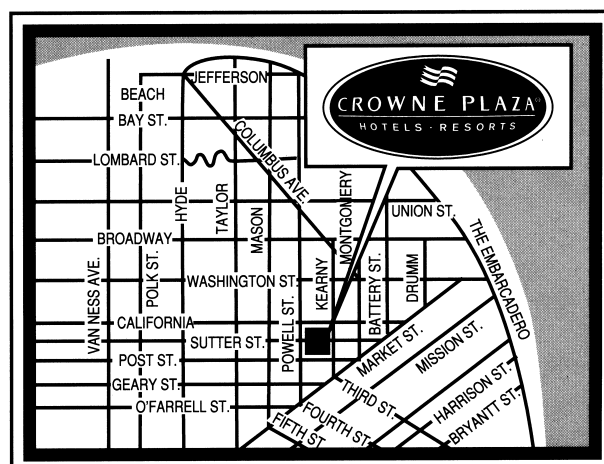 CROWNE PLAZA
HOTELS · RESORTS
JEFFERSON
BEACH
BAY ST.
LOMBARD ST.
COLUMBUS AVE.
HYDE
TAYLOR
MASON
MONTGOMERY
UNION ST.
BROADWAY
THE EMBARCADERO
VAN NESS AVE.
POLK ST.
WASHINGTON ST.
POWELL ST.
KEARNY
BATTERY ST.
DRUMM
CALIFORNIA
SUTTER ST.
POST ST.
GEARY ST.
O'FARRELL ST.
MARKET ST.
MISSION ST.
HARRISON ST.
BRYANTT ST.
THIRD ST.
FOURTH ST.
FIFTH ST